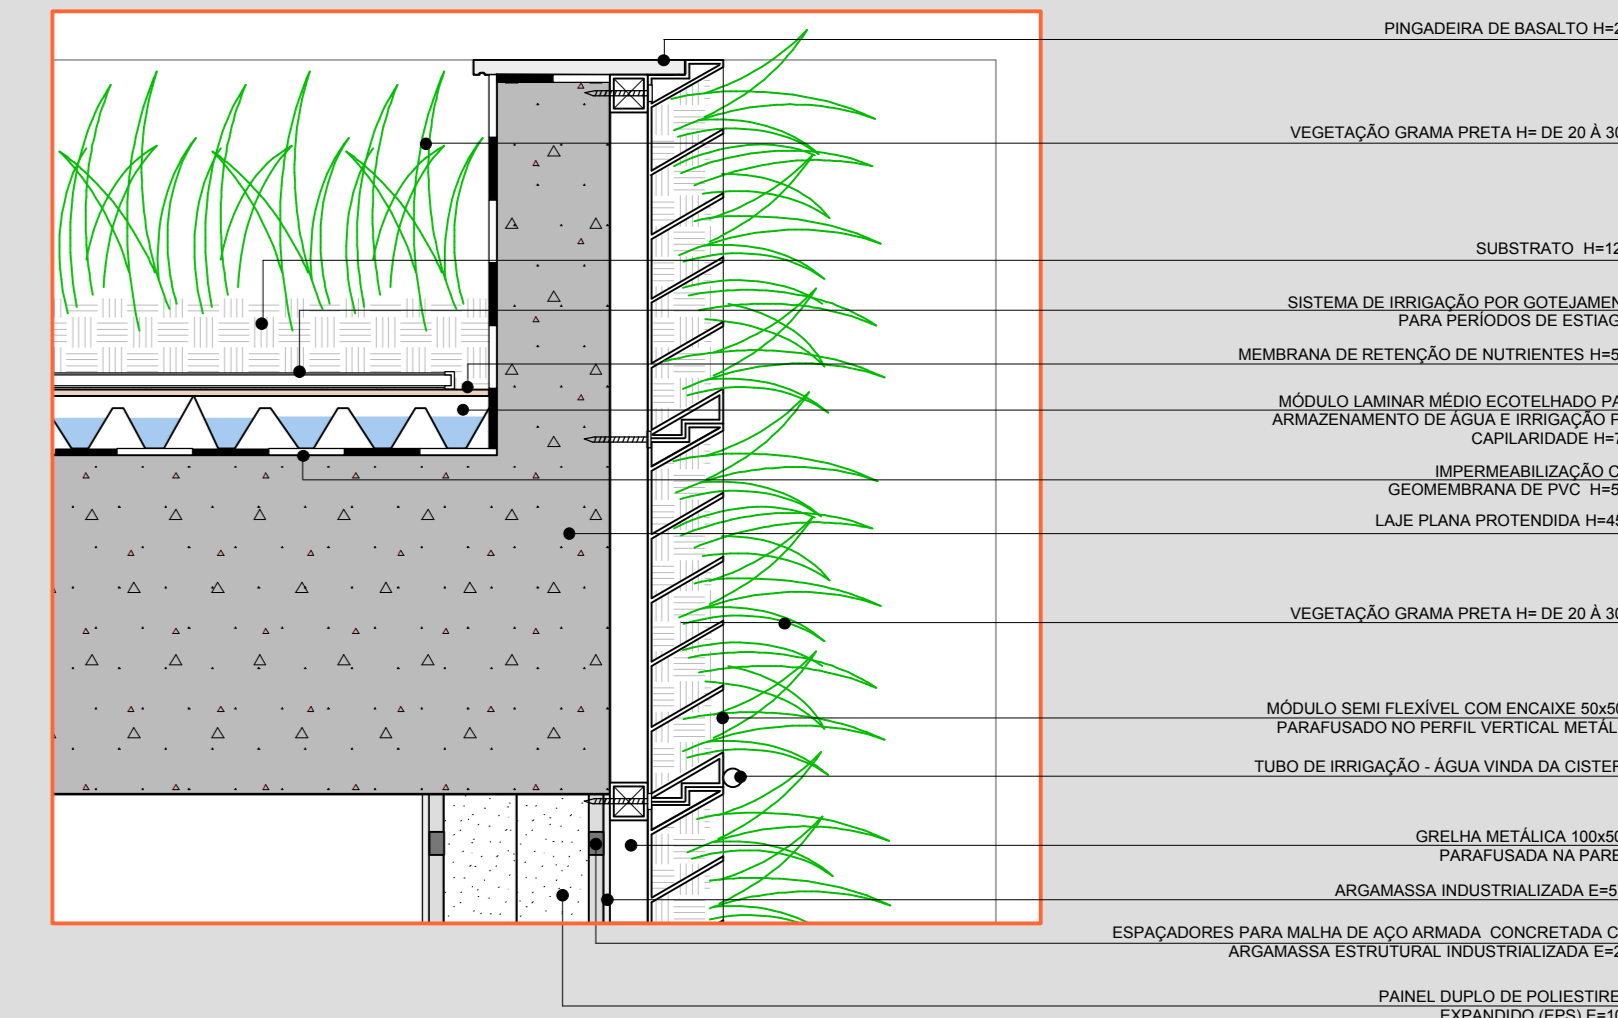 PINGADEIRA DE BASALTO H=2
VEGETAÇÃO GRAMA PRETA H= DE 20 À 30
SUBSTRATO H=12
SISTEMA DE IRRIGAÇÃO POR GOTEJAMEN
PARA PERÍODOS DE ESTIAG
MEMBRANA DE RETENÇÃO DE NUTRIENTES H=5
MÓDULO LAMINAR MÉDIO ECOTELHADO PA
ARMAZENAMENTO DE ÁGUA E IRRIGAÇÃO P
CAPILARIDADE H=7
IMPERMEABILIZAÇÃO C
GEOMEMBRANA DE PVC H=5
LAJE PLANA PROTENDIDA H=45
VEGETAÇÃO GRAMA PRETA H= DE 20 À 30
MÓDULO SEMI FLEXÍVEL COM ENCAIXE 50x50
PARAFUSADO NO PERFIL VERTICAL METÁL
TUBO DE IRRIGAÇÃO - ÁGUA VINDA DA CISTER
GRELHA METÁLICA 100x50
PARAFUSADA NA PARE
ARGAMASSA INDUSTRIALIZADA E=5
ESPAÇADORES PARA MALHA DE AÇO ARMADA CONCRETADA C
ARGAMASSA ESTRUTURAL INDUSTRIALIZADA E=2
PAINEL DUPLO DE POLIESTIRE
EXPANDIDO (EPS) E=10